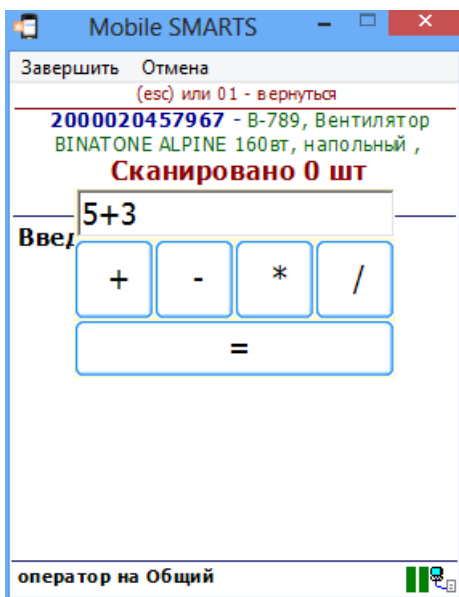 Mobile SMARTS
Завершить Отмена
(esc) или 01 - вернуться
2000020457967 - В-789, Вентилятор
BINATONE ALPINE 160вт, напольный ,
Сканировано 0 шт
5+3
Введ
+ - * /
=
оператор на Общий